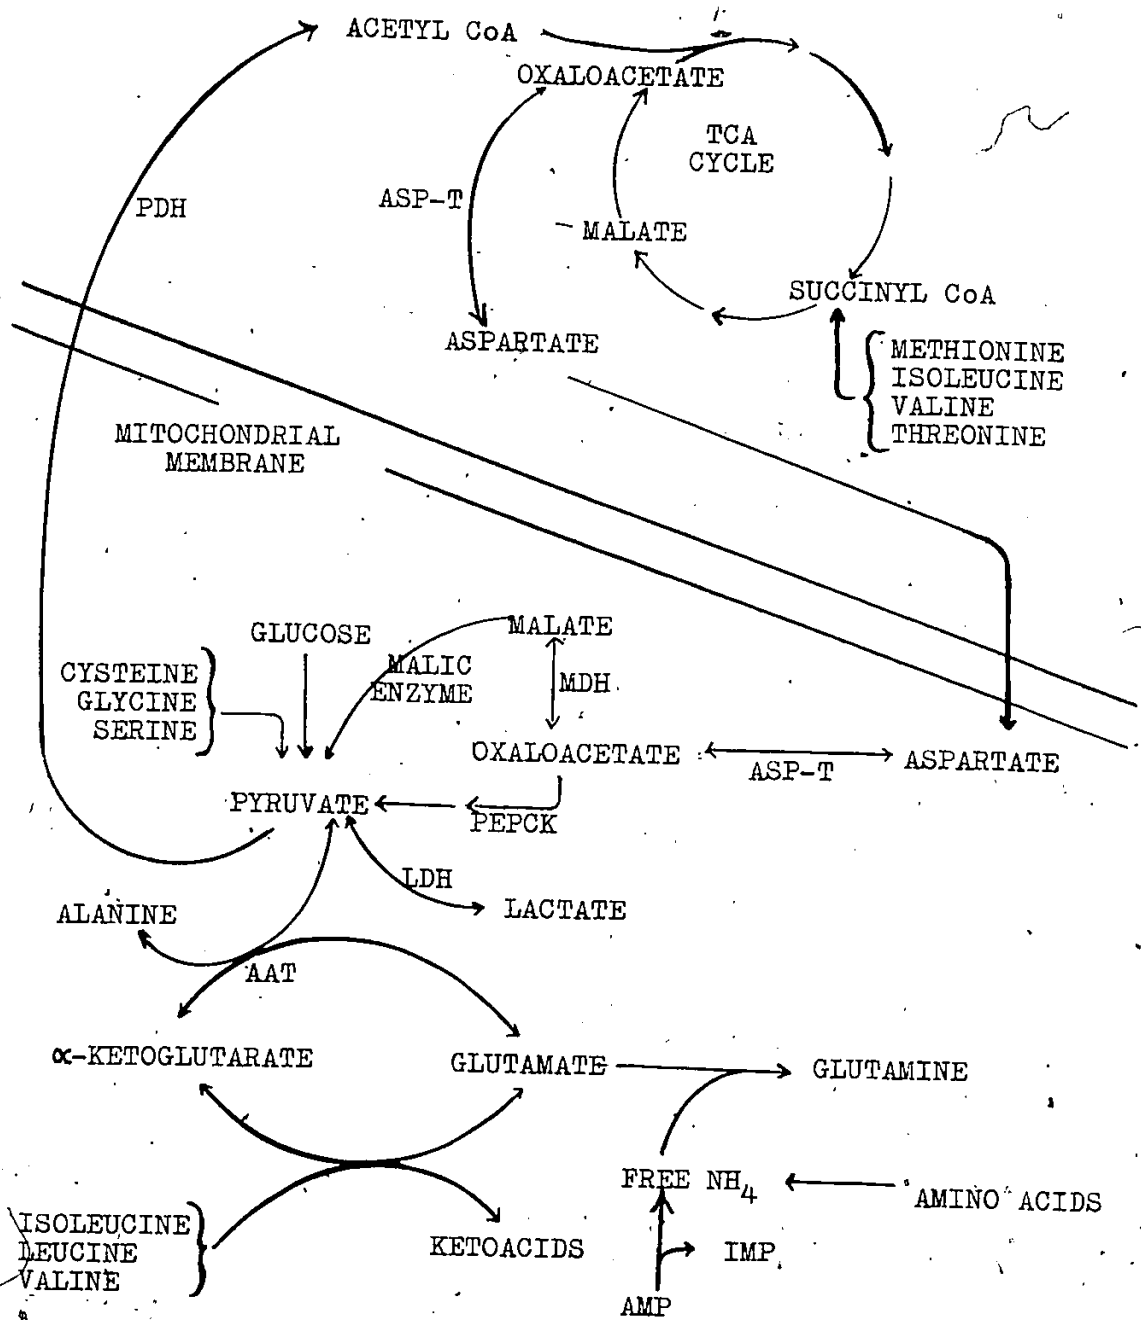 ACETYL CoA
OXALOACETATE
TCA
CYCLE
PDH
ASP-T
MALATE
SUCCINYL CoA
ASPARTATE
METHIONINE
ISOLEUCINE
VALINE
THREONINE
MITOCHONDRIAL
MEMBRANE
GLUCOSE
MALATE
CYSTEINE
GLYCINE
SERINE
MALIC
ENZYME
MDH
OXALOACETATE
ASP-T
ASPARTATE
PYRUVATE
PEPCK
LDH
ALANINE
LACTATE
AAT
α-KETOGLUTARATE
GLUTAMATE
GLUTAMINE
FREE NH4
AMINO ACIDS
ISOLEUCINE
LEUCINE
VALINE
KETOACIDS
IMP
AMP